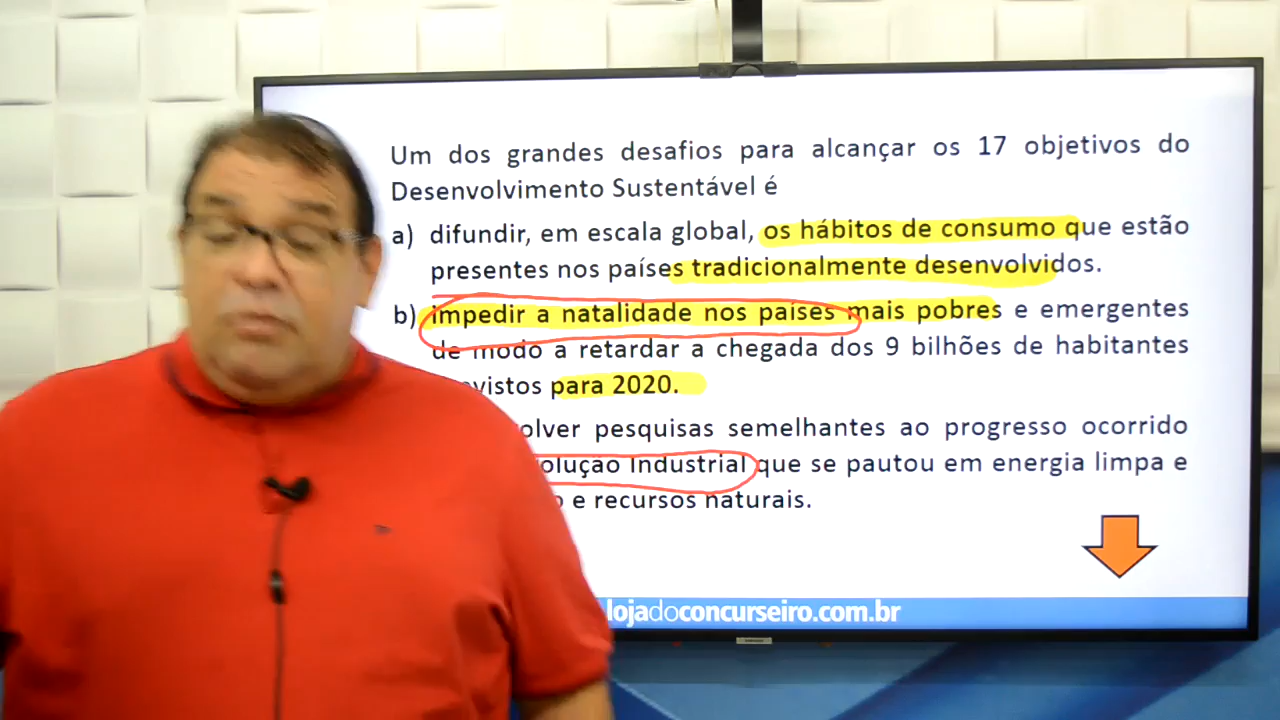 Um dos grandes desafios para alcançar os 17 objetivos do
Desenvolvimento Sustentável é
a) difundir, em escala global, os hábitos de consumo que estão
presentes nos países tradicionalmente desenvolvidos.
b) impedir a natalidade nos países mais pobres e emergentes
de modo a retardar a chegada dos 9 bilhões de habitantes
vistos para 2020.
olver pesquisas semelhantes ao progresso ocorrido
olução Industrial que se pautou em energia limpa e
e recursos naturais.
lojadoconcurseiro.com.br